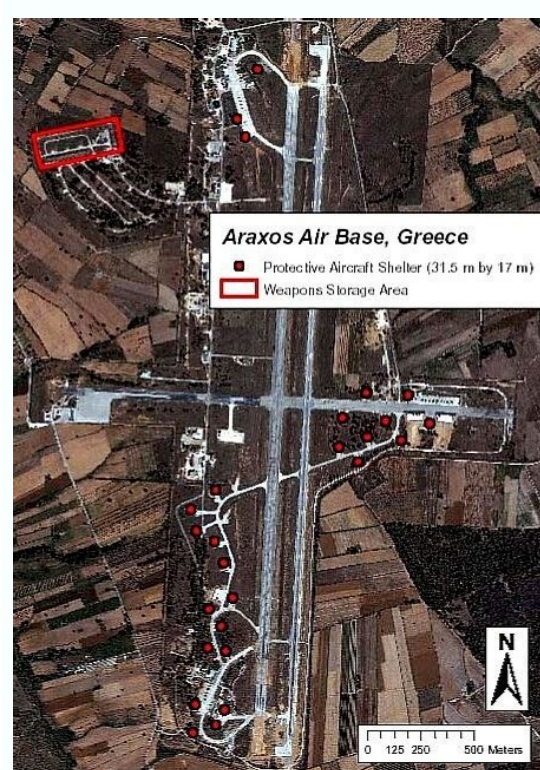 Araxos Air Base, Greece
Protective Aircraft Shelter (31.5 m by 17 m)
Weapons Storage Area
N
0 125 250 500 Meters